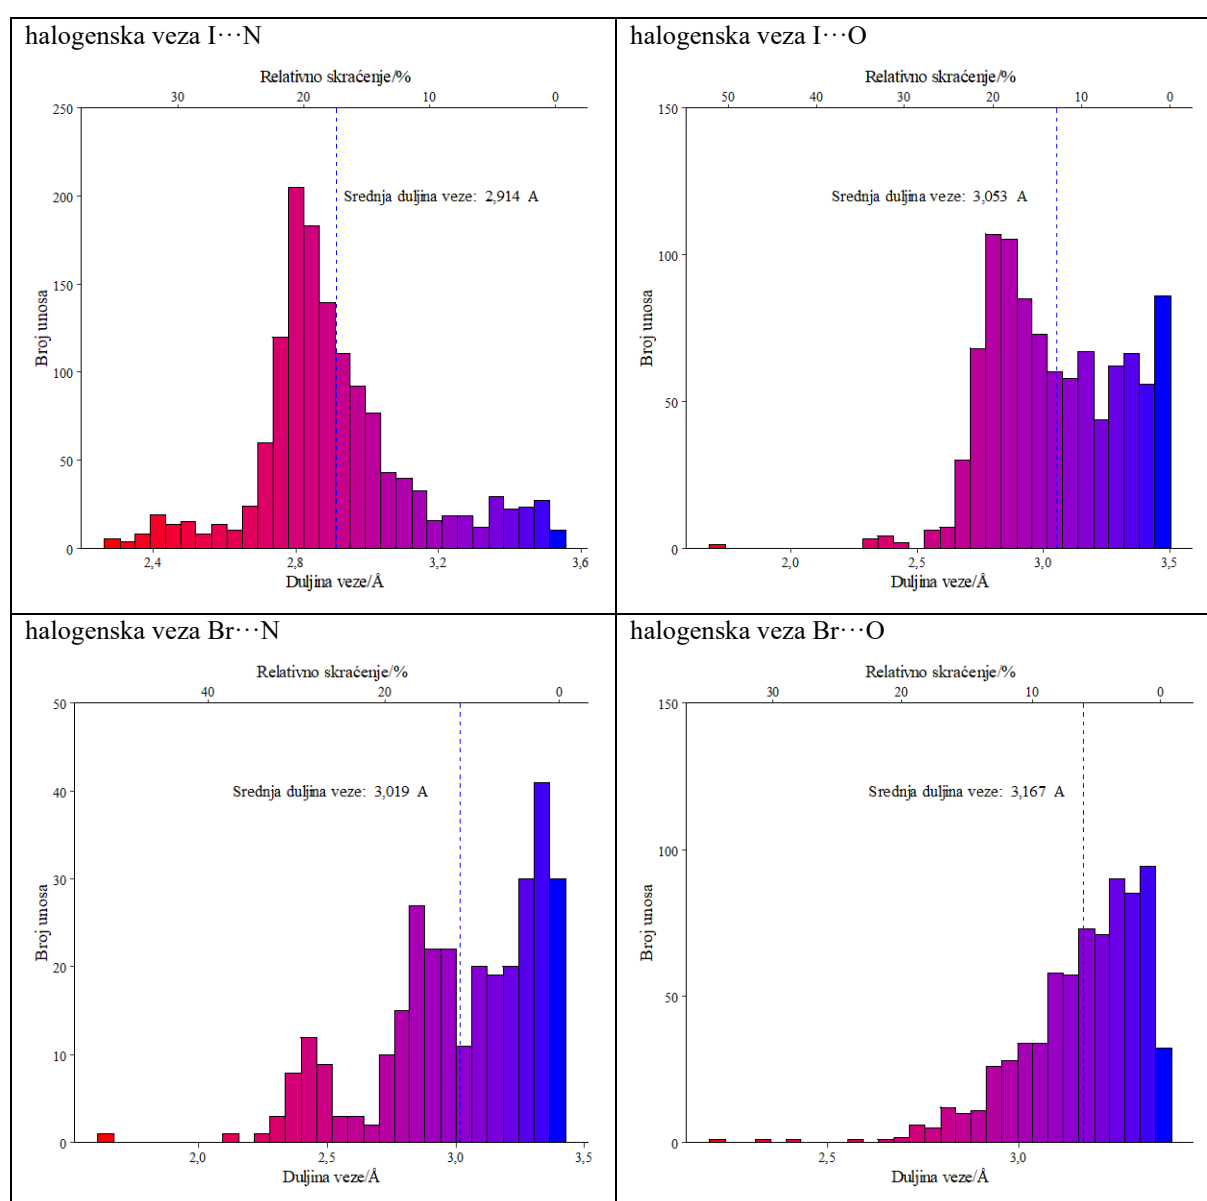 halogenska veza I···N
Relativno skraćenje/%
30 20 10 0
250
200
150
100
50
0
Broj unosa
Srednja duljina veze: 2,914 A
2,4 2,8 3,2 3,6
Duljina veze/Å
halogenska veza I···O
Relativno skraćenje/%
50 40 30 20 10 0
150
100
50
0
Broj unosa
Srednja duljina veze: 3,053 A
2,0 2,5 3,0 3,5
Duljina veze/Å
halogenska veza Br···N
Relativno skraćenje/%
40 20 0
50
40
30
20
10
0
Broj unosa
Srednja duljina veze: 3,019 A
2,0 2,5 3,0 3,5
Duljina veze/Å
halogenska veza Br···O
Relativno skraćenje/%
30 20 10 0
150
100
50
0
Broj unosa
Srednja duljina veze: 3,167 A
2,5 3,0
Duljina veze/Å